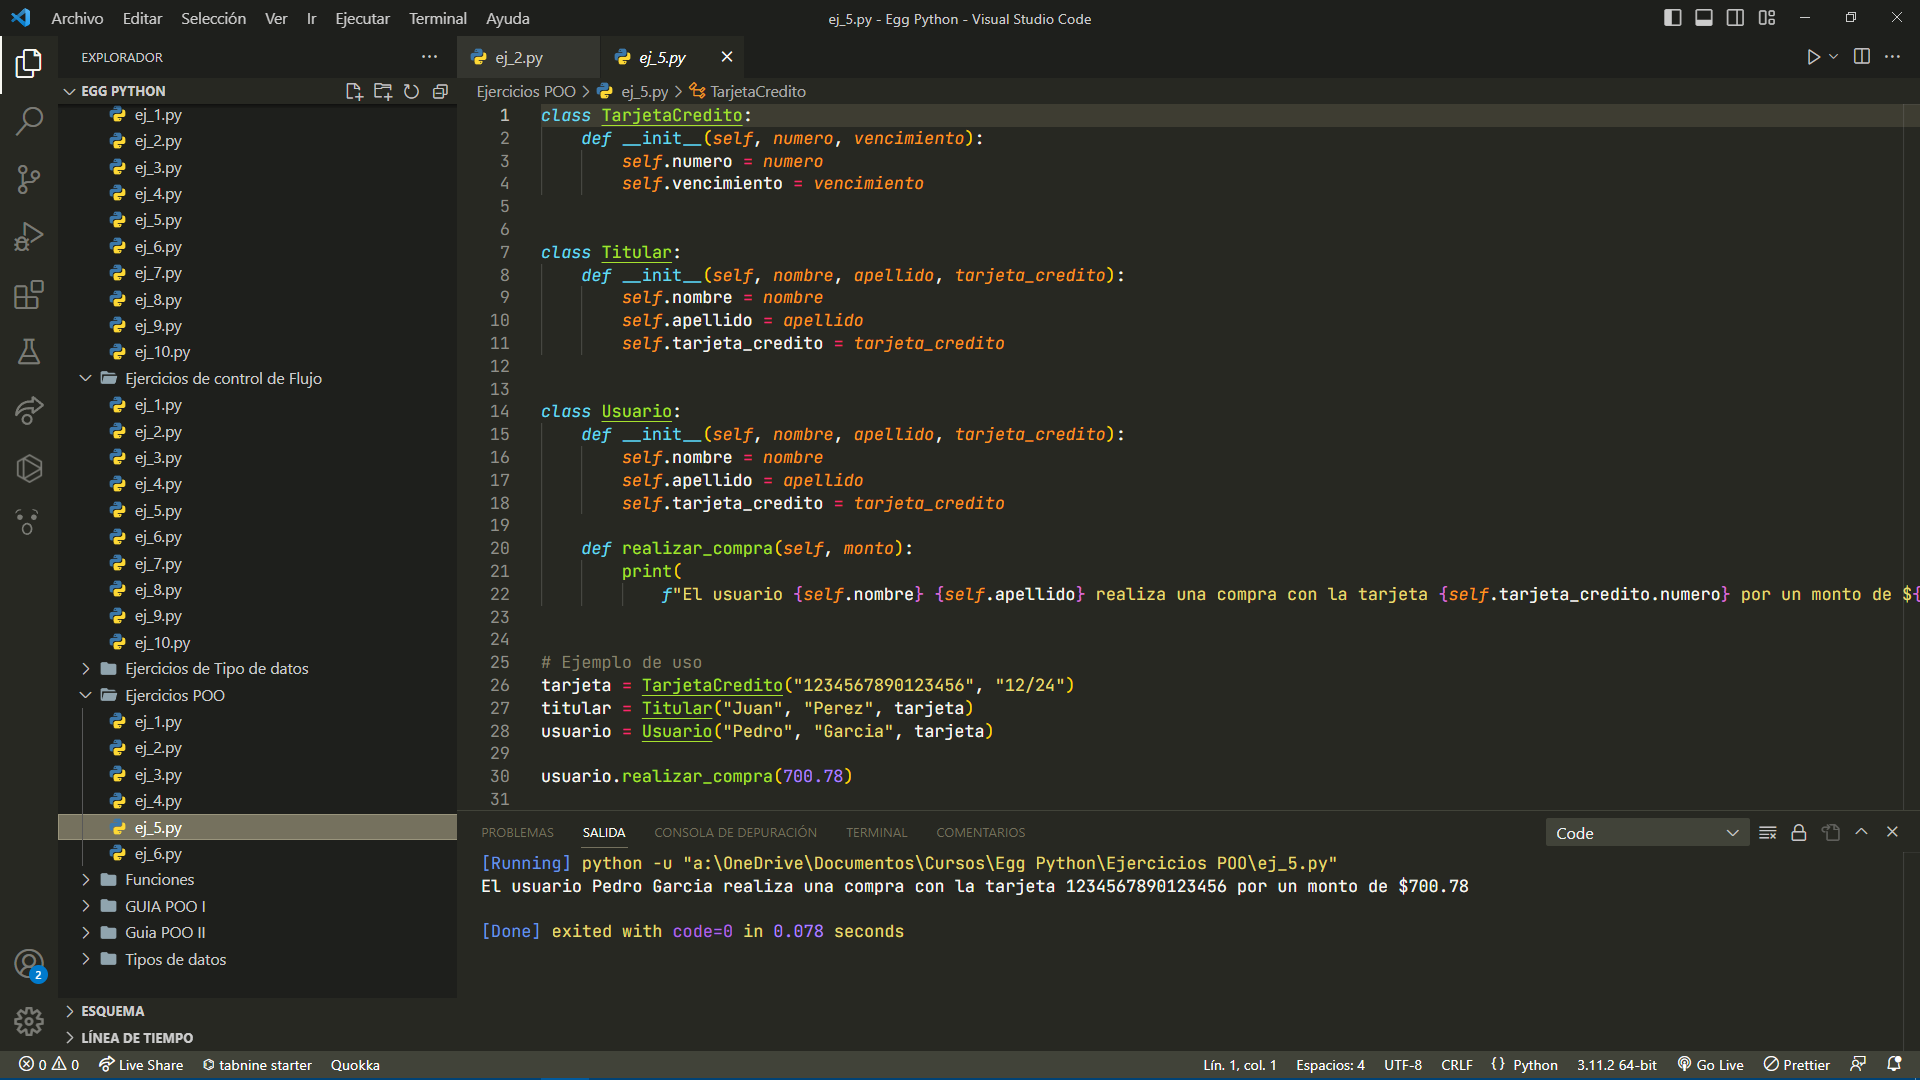 Archivo Editar Selección Ver Ir Ejecutar Terminal Ayuda
ej_5.py - Egg Python - Visual Studio Code
EXPLORADOR
EGG PYTHON
ej_1.py
ej_2.py
ej_3.py
ej_4.py
ej_5.py
ej_6.py
ej_7.py
ej_8.py
ej_9.py
ej_10.py
Ejercicios de control de Flujo
ej_1.py
ej_2.py
ej_3.py
ej_4.py
ej_5.py
ej_6.py
ej_7.py
ej_8.py
ej_9.py
ej_10.py
Ejercicios de Tipo de datos
Ejercicios POO
ej_1.py
ej_2.py
ej_3.py
ej_4.py
ej_5.py
ej_6.py
Funciones
GUIA POO I
Guia POO II
Tipos de datos
ESQUEMA
LÍNEA DE TIEMPO
2
ej_2.py ej_5.py
Ejercicios POO > ej_5.py > TarjetaCredito
1 class TarjetaCredito:
2 def __init__(self, numero, vencimiento):
3 self.numero = numero
4 self.vencimiento = vencimiento
5
6
7 class Titular:
8 def __init__(self, nombre, apellido, tarjeta_credito):
9 self.nombre = nombre
10 self.apellido = apellido
11 self.tarjeta_credito = tarjeta_credito
12
13
14 class Usuario:
15 def __init__(self, nombre, apellido, tarjeta_credito):
16 self.nombre = nombre
17 self.apellido = apellido
18 self.tarjeta_credito = tarjeta_credito
19
20 def realizar_compra(self, monto):
21 print(
22 f"El usuario {self.nombre} {self.apellido} realiza una compra con la tarjeta {self.tarjeta_credito.numero} por un monto de ${
23
24
25 # Ejemplo de uso
26 tarjeta = TarjetaCredito("1234567890123456", "12/24")
27 titular = Titular("Juan", "Perez", tarjeta)
28 usuario = Usuario("Pedro", "Garcia", tarjeta)
29
30 usuario.realizar_compra(700.78)
31
PROBLEMAS SALIDA CONSOLA DE DEPURACIÓN TERMINAL COMENTARIOS
Code
[Running] python -u "a:\OneDrive\Documentos\Cursos\Egg Python\Ejercicios POO\ej_5.py"
El usuario Pedro Garcia realiza una compra con la tarjeta 1234567890123456 por un monto de $700.78
[Done] exited with code=0 in 0.078 seconds
0 0 Live Share tabnine starter Quokka
Lín. 1, col. 1 Espacios: 4 UTF-8 CRLF {} Python 3.11.2 64-bit Go Live Prettier